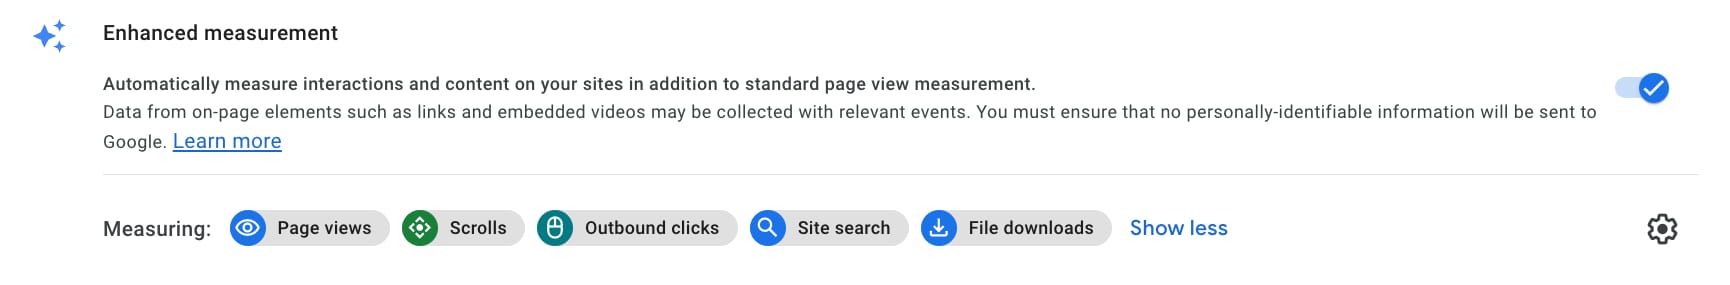 Enhanced measurement
Automatically measure interactions and content on your sites in addition to standard page view measurement.
Data from on-page elements such as links and embedded videos may be collected with relevant events. You must ensure that no personally-identifiable information will be sent to
Google. Learn more
Measuring: Page views Scrolls Outbound clicks Site search File downloads Show less